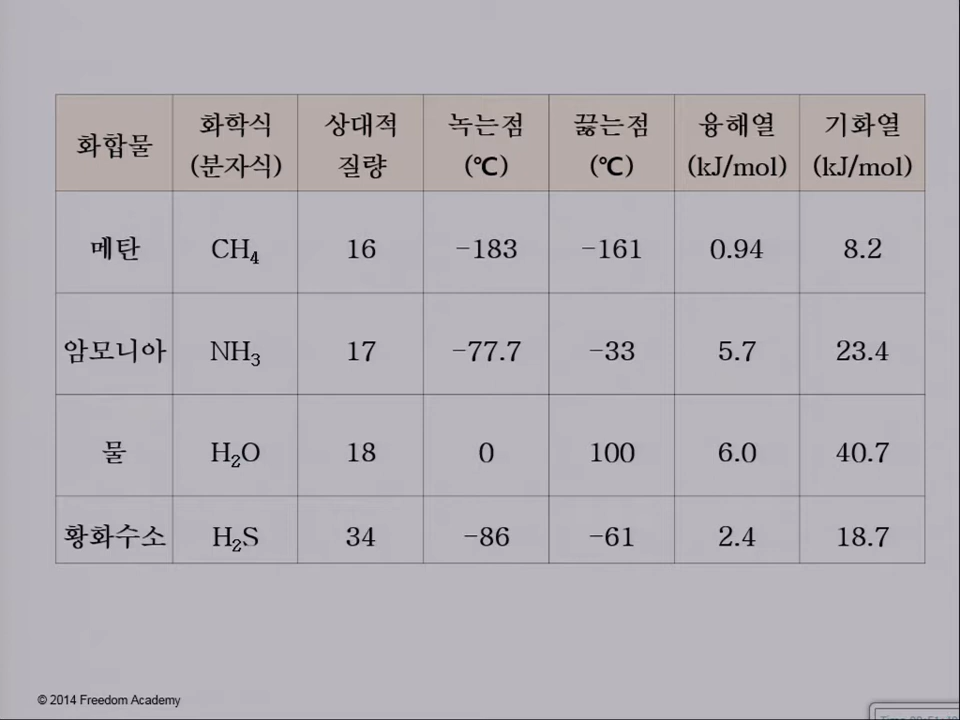 화합물 화학식 (분자식) 상대적 질량 녹는점 (℃) 끓는점 (℃) 융해열 (kJ/mol) 기화열 (kJ/mol)
메탄 CH₄ 16 -183 -161 0.94 8.2
암모니아 NH₃ 17 -77.7 -33 5.7 23.4
물 H₂O 18 0 100 6.0 40.7
황화수소 H₂S 34 -86 -61 2.4 18.7
© 2014 Freedom Academy